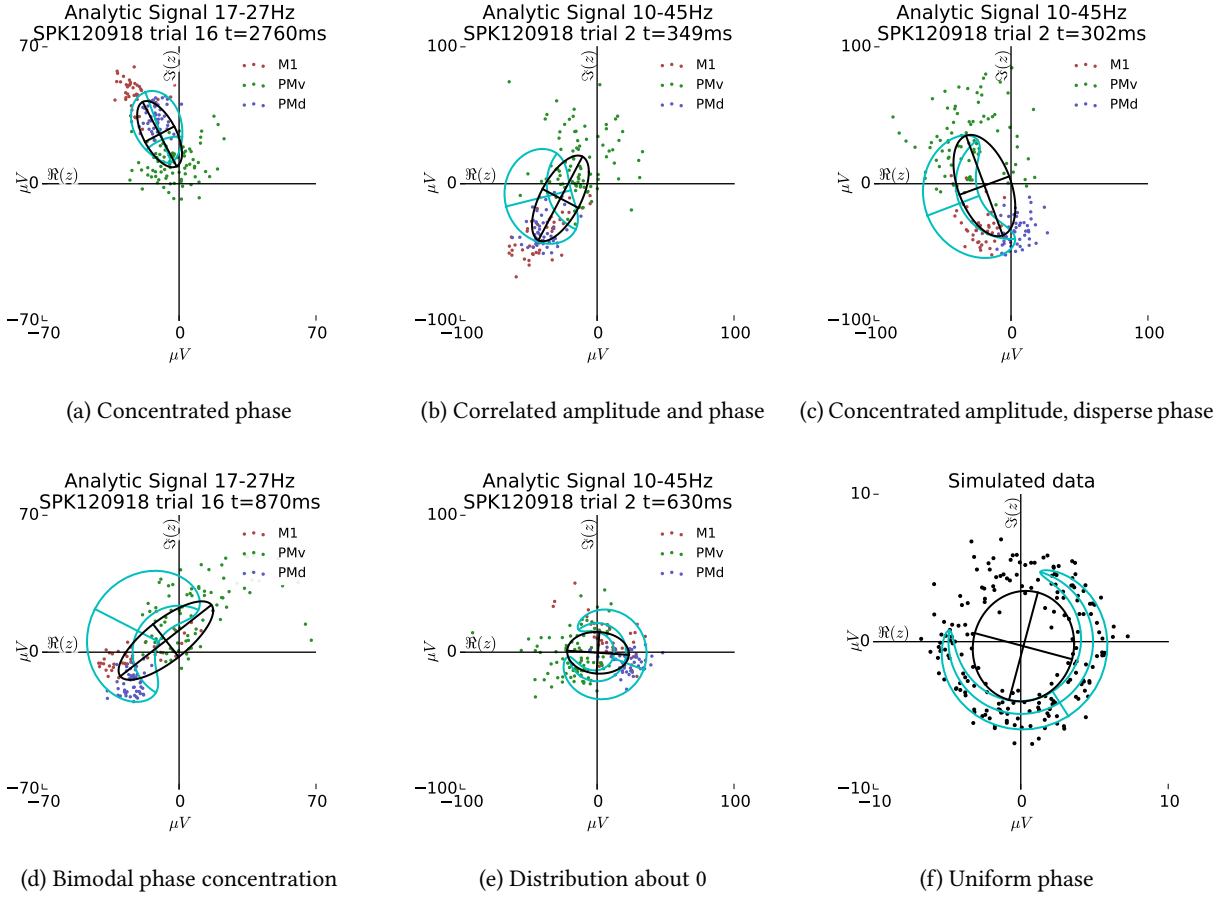 Analytic Signal 17-27Hz
SPK120918 trial 16 t=2760ms
70
ℑ(z)
M1
PMv
PMd
μV
0
ℜ(z)
−70
−70
0
70
μV
(a) Concentrated phase
Analytic Signal 10-45Hz
SPK120918 trial 2 t=349ms
100
ℑ(z)
M1
PMv
PMd
μV
0
ℜ(z)
−100
−100
0
100
μV
(b) Correlated amplitude and phase
Analytic Signal 10-45Hz
SPK120918 trial 2 t=302ms
100
ℑ(z)
M1
PMv
PMd
μV
0
ℜ(z)
−100
−100
0
100
μV
(c) Concentrated amplitude, disperse phase
Analytic Signal 17-27Hz
SPK120918 trial 16 t=870ms
70
ℑ(z)
M1
PMv
PMd
μV
0
ℜ(z)
−70
−70
0
70
μV
(d) Bimodal phase concentration
Analytic Signal 10-45Hz
SPK120918 trial 2 t=630ms
100
ℑ(z)
M1
PMv
PMd
μV
0
ℜ(z)
−100
−100
0
100
μV
(e) Distribution about 0
Simulated data
10
ℑ(z)
μV
0
ℜ(z)
−10
−10
0
10
μV
(f) Uniform phase